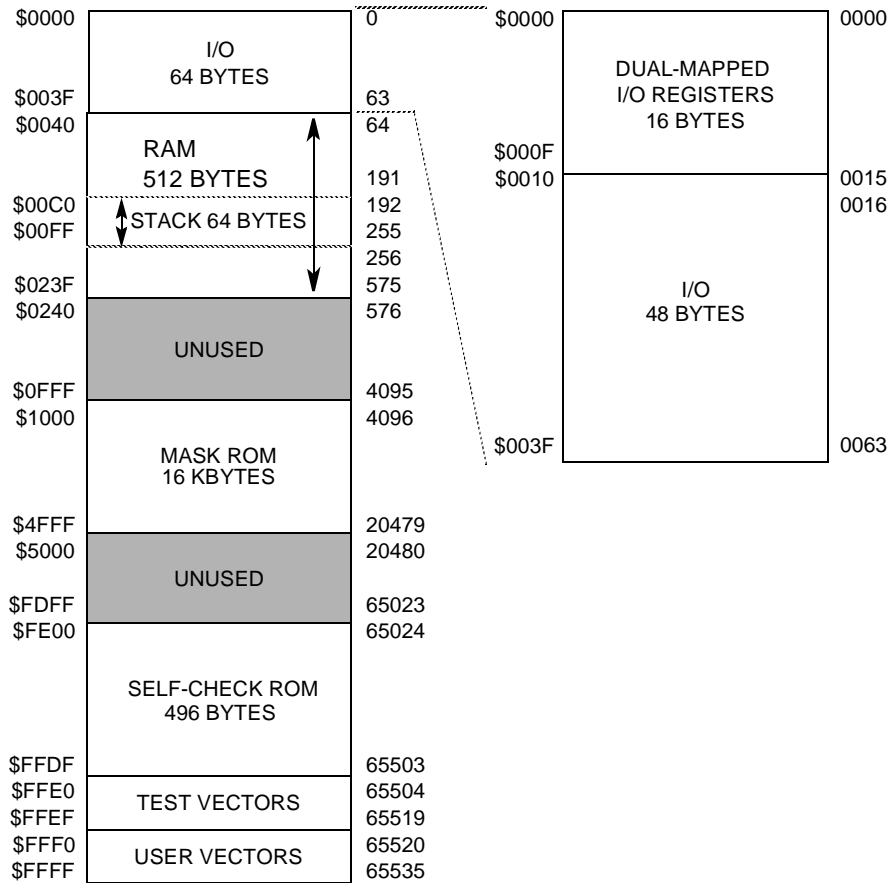 $0000
I/O
64 BYTES
0
$003F
63
$0040
64
RAM
512 BYTES
191
$00C0
192
STACK 64 BYTES
$00FF
255
256
$023F
575
$0240
576
UNUSED
$0FFF
4095
$1000
4096
MASK ROM
16 KBYTES
$4FFF
20479
$5000
20480
UNUSED
$FDFF
65023
$FE00
65024
SELF-CHECK ROM
496 BYTES
$FFDF
65503
$FFE0
65504
TEST VECTORS
$FFEF
65519
$FFF0
65520
USER VECTORS
$FFFF
65535
$0000
0000
DUAL-MAPPED
I/O REGISTERS
16 BYTES
$000F
$0010
0015
0016
I/O
48 BYTES
$003F
0063